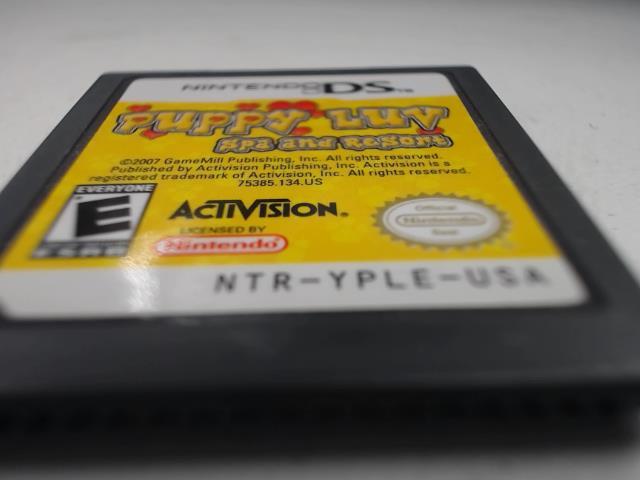 NINTENDO DS™
PUPPY LUV
Spa and Resort
©2007 GameMill Publishing, Inc. All rights reserved.
Published by Activision Publishing, Inc. Activision is a
registered trademark of Activision, Inc. All rights reserved.
75385.134.US
EVERYONE
E
ESRB
ACTIVISION®
LICENSED BY
Nintendo
Official
Nintendo
Seal
NTR-YPLE-USA